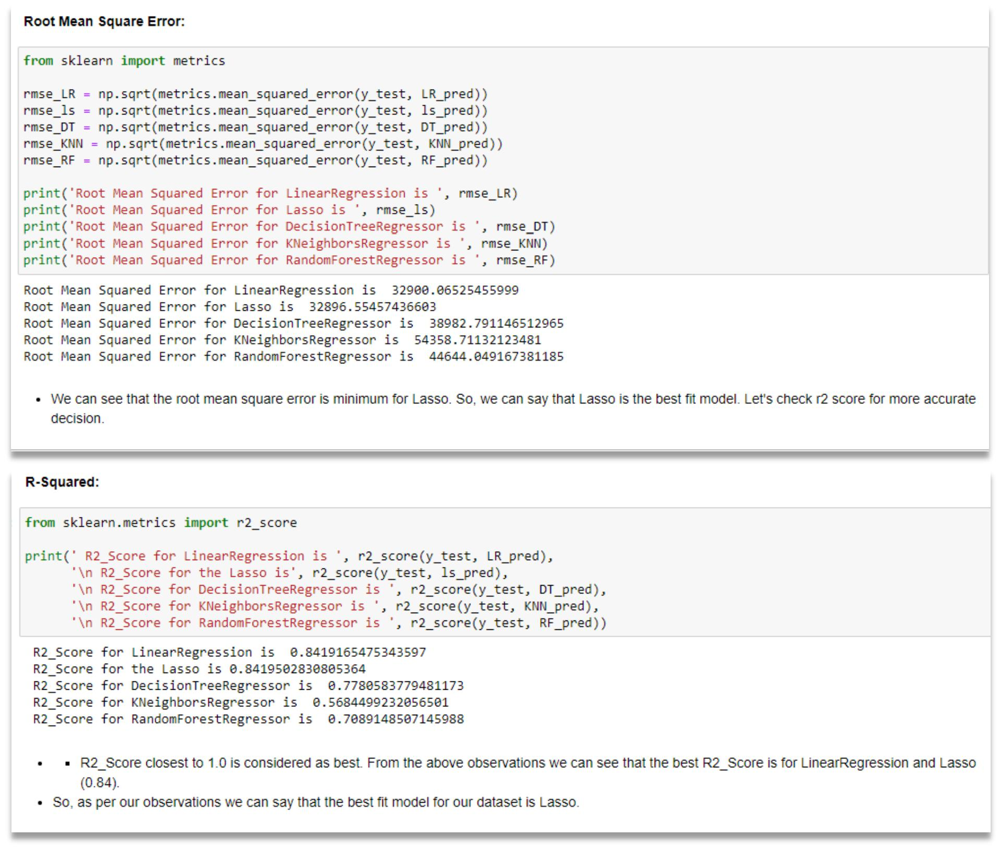 Root Mean Square Error:
from sklearn import metrics
rmse_LR = np.sqrt(metrics.mean_squared_error(y_test, LR_pred))
rmse_ls = np.sqrt(metrics.mean_squared_error(y_test, ls_pred))
rmse_DT = np.sqrt(metrics.mean_squared_error(y_test, DT_pred))
rmse_KNN = np.sqrt(metrics.mean_squared_error(y_test, KNN_pred))
rmse_RF = np.sqrt(metrics.mean_squared_error(y_test, RF_pred))
print('Root Mean Squared Error for LinearRegression is ', rmse_LR)
print('Root Mean Squared Error for Lasso is ', rmse_ls)
print('Root Mean Squared Error for DecisionTreeRegressor is ', rmse_DT)
print('Root Mean Squared Error for KNeighborsRegressor is ', rmse_KNN)
print('Root Mean Squared Error for RandomForestRegressor is ', rmse_RF)
Root Mean Squared Error for LinearRegression is  32900.06525455999
Root Mean Squared Error for Lasso is  32896.55457436603
Root Mean Squared Error for DecisionTreeRegressor is  38982.791146512965
Root Mean Squared Error for KNeighborsRegressor is  54358.71132123481
Root Mean Squared Error for RandomForestRegressor is  44644.049167381185
• We can see that the root mean square error is minimum for Lasso. So, we can say that Lasso is the best fit model. Let's check r2 score for more accurate
decision.
R-Squared:
from sklearn.metrics import r2_score
print(' R2_Score for LinearRegression is ', r2_score(y_test, LR_pred),
'\n R2_Score for the Lasso is', r2_score(y_test, ls_pred),
'\n R2_Score for DecisionTreeRegressor is ', r2_score(y_test, DT_pred),
'\n R2_Score for KNeighborsRegressor is ', r2_score(y_test, KNN_pred),
'\n R2_Score for RandomForestRegressor is ', r2_score(y_test, RF_pred))
R2_Score for LinearRegression is  0.8419165475343597
R2_Score for the Lasso is 0.8419502830805364
R2_Score for DecisionTreeRegressor is  0.7780583779481173
R2_Score for KNeighborsRegressor is  0.5684499232056501
R2_Score for RandomForestRegressor is  0.7089148507145988
• ▪ R2_Score closest to 1.0 is considered as best. From the above observations we can see that the best R2_Score is for LinearRegression and Lasso
(0.84).
• So, as per our observations we can say that the best fit model for our dataset is Lasso.